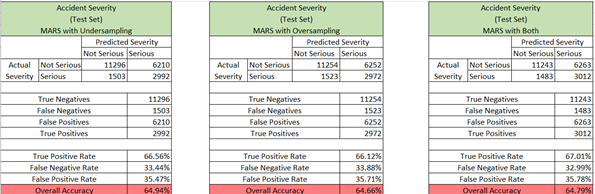 Accident Severity
(Test Set)
MARS with Undersampling
Predicted Severity
Not Serious Serious
Actual Not Serious 11296 6210
Severity Serious 1503 2992
True Negatives 11296
False Negatives 1503
False Positives 6210
True Positives 2992
True Positive Rate 66.56%
False Negative Rate 33.44%
False Positive Rate 35.47%
Overall Accuracy 64.94%
Accident Severity
(Test Set)
MARS with Oversampling
Predicted Severity
Not Serious Serious
Actual Not Serious 11254 6252
Severity Serious 1523 2972
True Negatives 11254
False Negatives 1523
False Positives 6252
True Positives 2972
True Positive Rate 66.12%
False Negative Rate 33.88%
False Positive Rate 35.71%
Overall Accuracy 64.66%
Accident Severity
(Test Set)
MARS with Both
Predicted Severity
Not Serious Serious
Actual Not Serious 11243 6263
Severity Serious 1483 3012
True Negatives 11243
False Negatives 1483
False Positives 6263
True Positives 3012
True Positive Rate 67.01%
False Negative Rate 32.99%
False Positive Rate 35.78%
Overall Accuracy 64.79%